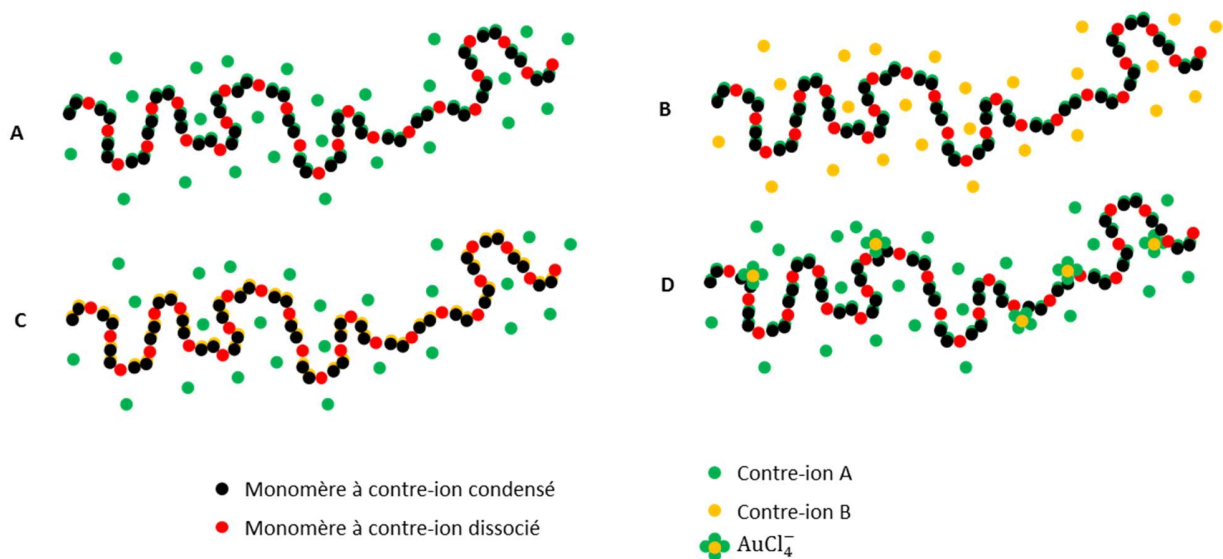 A
B
C
D
Monomère à contre-ion condensé
Monomère à contre-ion dissocié
Contre-ion A
Contre-ion B
AuCl₄⁻